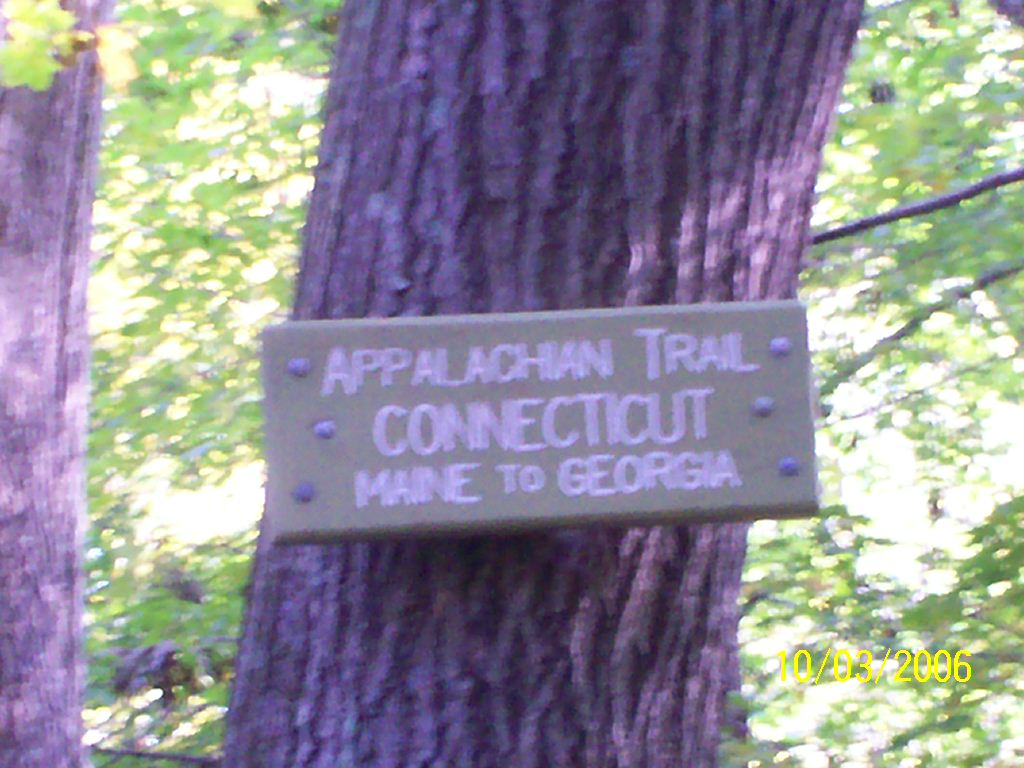 APPALACHIAN TRAIL
CONNECTICUT
MAINE TO GEORGIA
10/03/2006